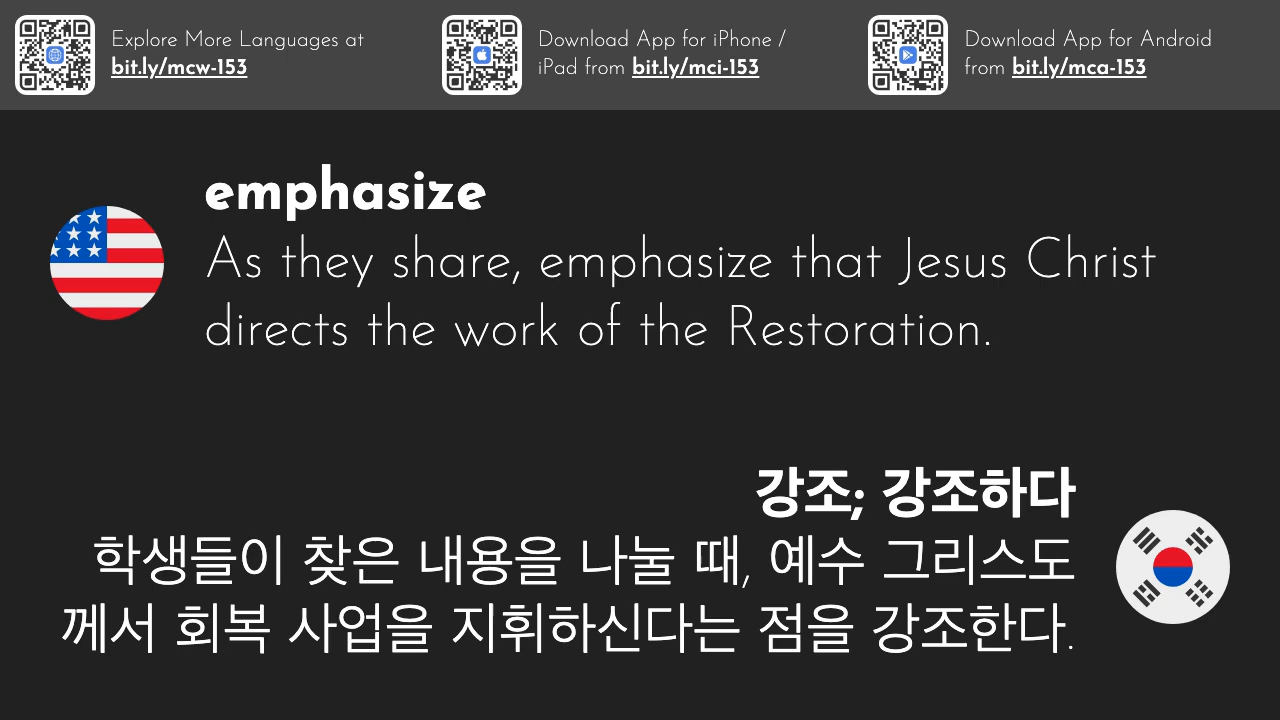 Explore More Languages at
bit.ly/mcw-153
Download App for iPhone /
iPad from bit.ly/mci-153
Download App for Android
from bit.ly/mca-153
emphasize
As they share, emphasize that Jesus Christ
directs the work of the Restoration.
강조; 강조하다
학생들이 찾은 내용을 나눌 때, 예수 그리스도
께서 회복 사업을 지휘하신다는 점을 강조한다.